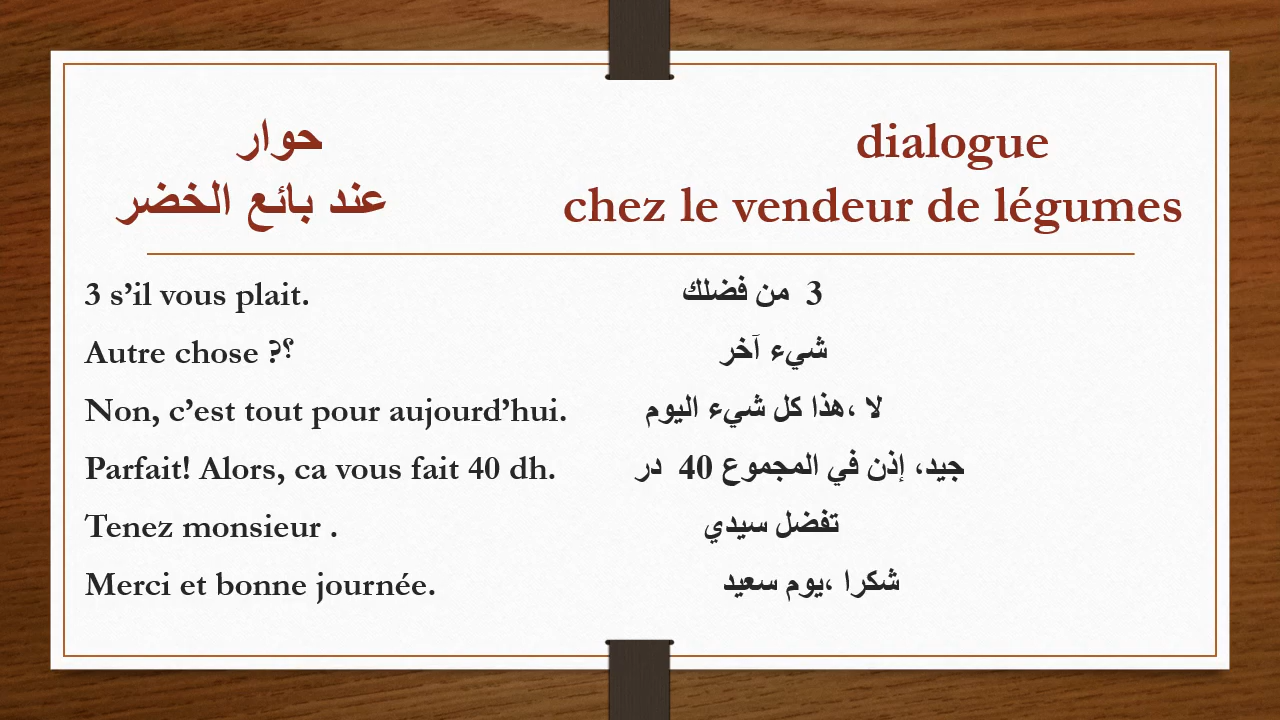 حوار
عند بائع الخضر
dialogue
chez le vendeur de légumes
3 s’il vous plait. 3 من فضلك
Autre chose ?؟ شيء آخر
Non, c’est tout pour aujourd’hui. لا ،هذا كل شيء اليوم
Parfait! Alors, ca vous fait 40 dh. جيد، إذن في المجموع 40 در
Tenez monsieur . تفضل سيدي
Merci et bonne journée. شكرا ،يوم سعيد